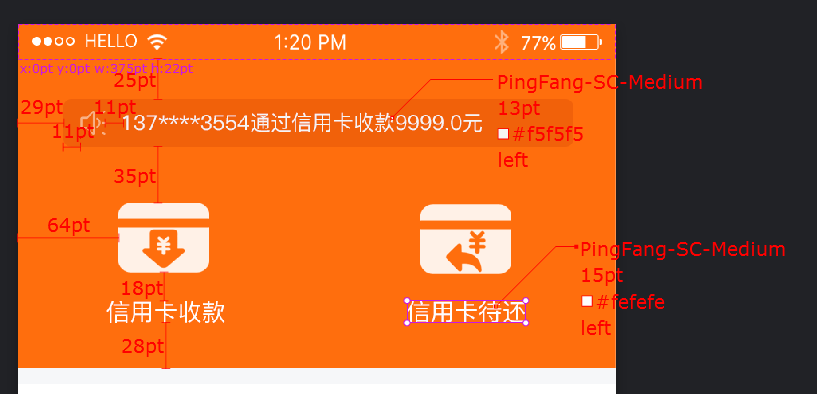 HELLO 1:20 PM 77%
x:0pt y:0pt w:375pt h:22pt
25pt
PingFang-SC-Medium
13pt
#f5f5f5
left
29pt
11pt
11pt
137****3554通过信用卡收款9999.0元
35pt
64pt
18pt
信用卡收款
28pt
信用卡待还
PingFang-SC-Medium
15pt
#fefefe
left